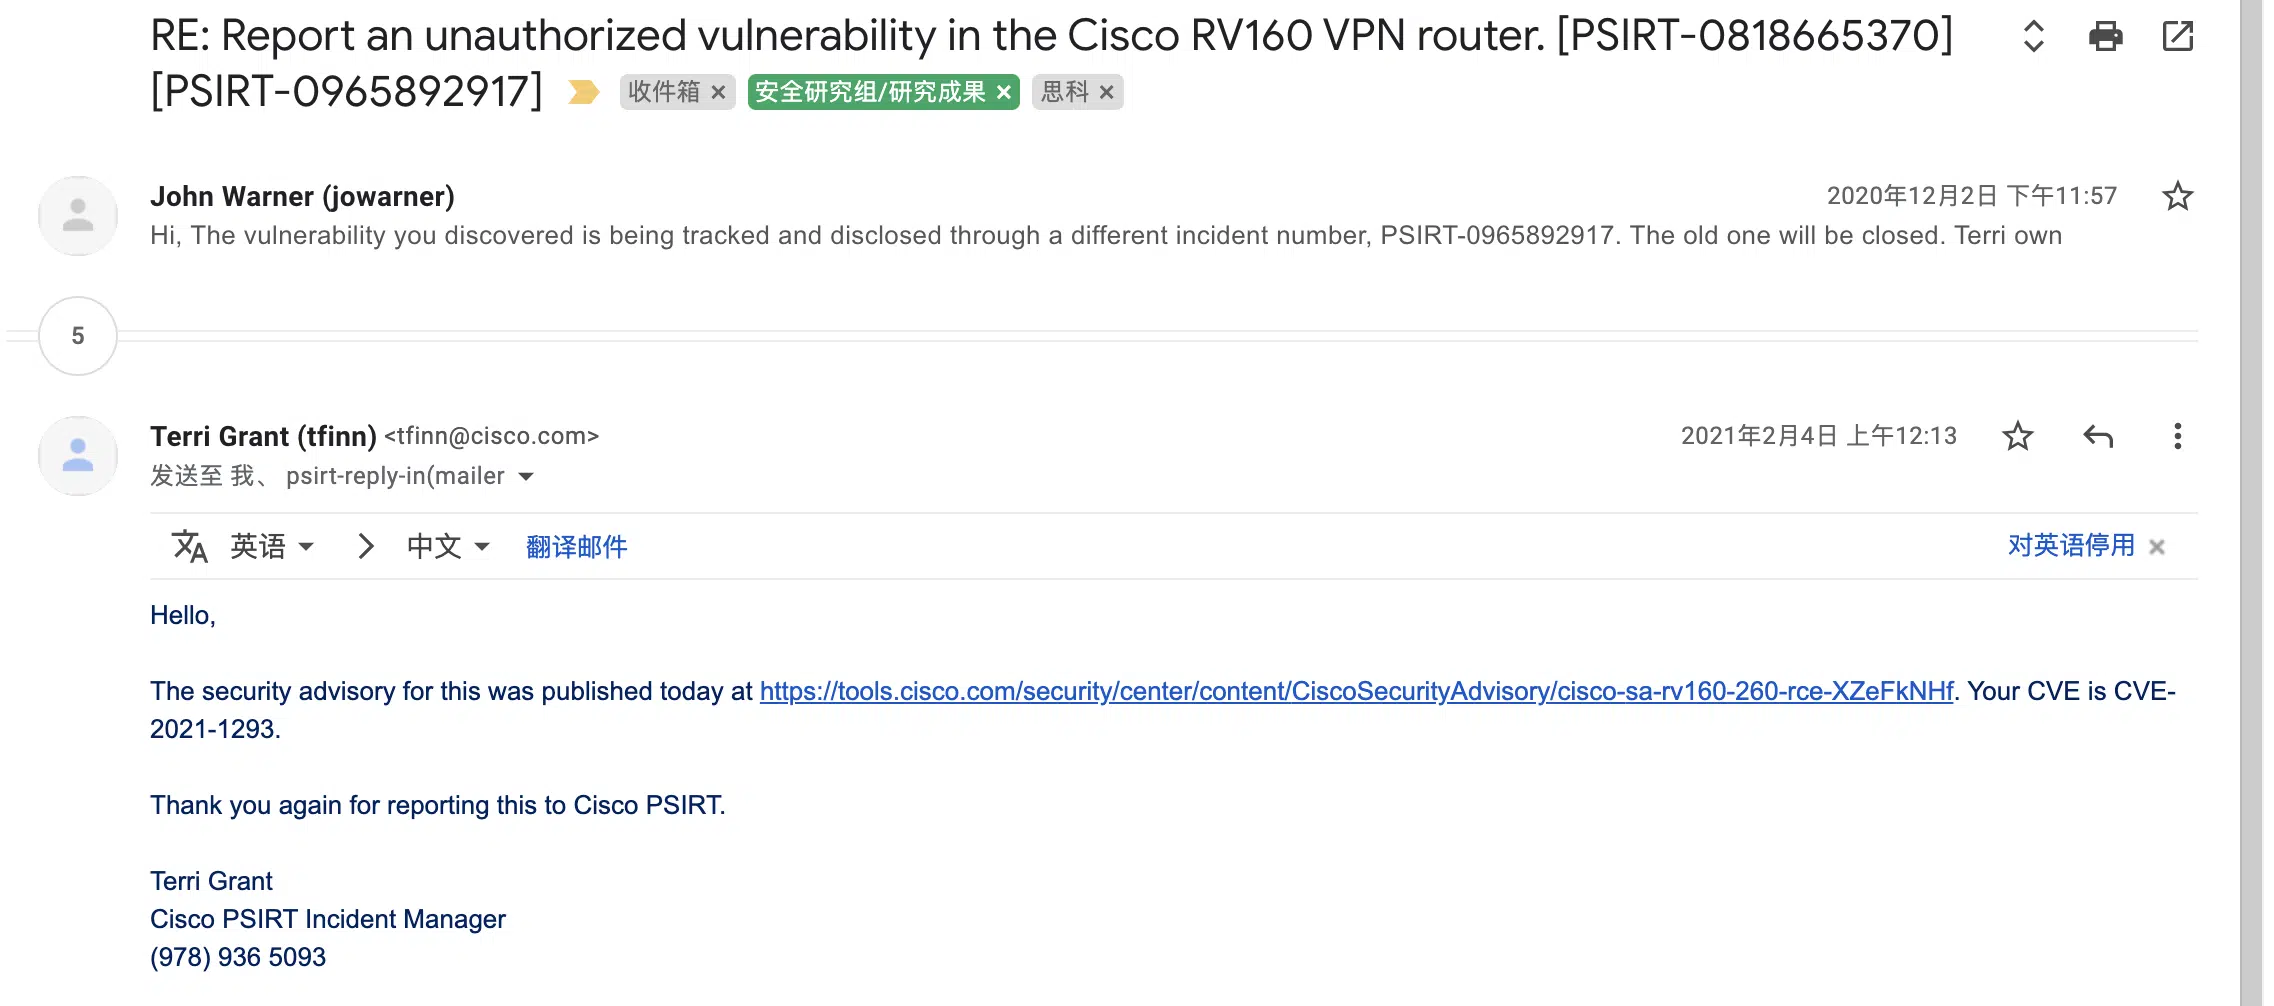 RE: Report an unauthorized vulnerability in the Cisco RV160 VPN router. [PSIRT-0818665370]
[PSIRT-0965892917] 收件箱 × 安全研究组/研究成果 × 思科 ×
John Warner (jowarner) 2020年12月2日 下午11:57
Hi, The vulnerability you discovered is being tracked and disclosed through a different incident number, PSIRT-0965892917. The old one will be closed. Terri own
5
Terri Grant (tfinn) <tfinn@cisco.com> 2021年2月4日 上午12:13
发送至 我、 psirt-reply-in(mailer
英语 > 中文 翻译邮件 对英语停用 ×
Hello,
The security advisory for this was published today at https://tools.cisco.com/security/center/content/CiscoSecurityAdvisory/cisco-sa-rv160-260-rce-XZeFkNHf. Your CVE is CVE-
2021-1293.
Thank you again for reporting this to Cisco PSIRT.
Terri Grant
Cisco PSIRT Incident Manager
(978) 936 5093